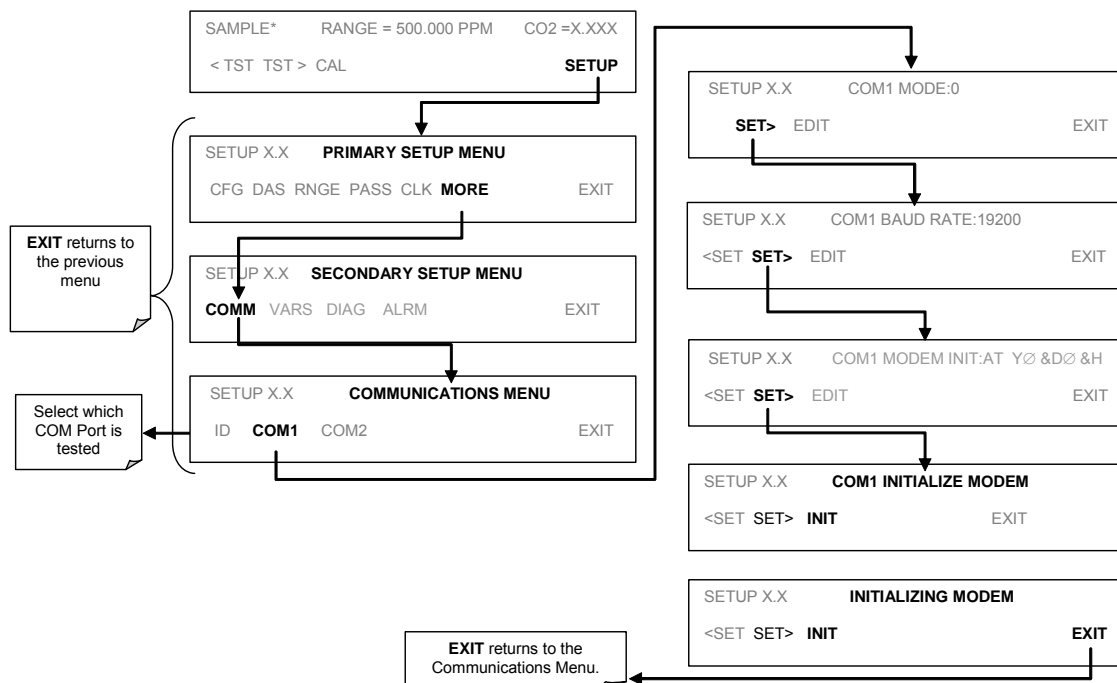 SAMPLE* RANGE = 500.000 PPM CO2 =X.XXX
< TST TST > CAL SETUP
SETUP X.X PRIMARY SETUP MENU
CFG DAS RNGE PASS CLK MORE EXIT
EXIT returns to
the previous
menu
SETUP X.X SECONDARY SETUP MENU
COMM VARS DIAG ALRM EXIT
Select which
COM Port is
tested
SETUP X.X COMMUNICATIONS MENU
ID COM1 COM2 EXIT
SETUP X.X COM1 MODE:0
SET> EDIT EXIT
SETUP X.X COM1 BAUD RATE:19200
<SET SET> EDIT EXIT
SETUP X.X COM1 MODEM INIT:AT Y∅ &D∅ &H
<SET SET> EDIT EXIT
SETUP X.X COM1 INITIALIZE MODEM
<SET SET> INIT EXIT
SETUP X.X INITIALIZING MODEM
<SET SET> INIT EXIT
EXIT returns to the
Communications Menu.